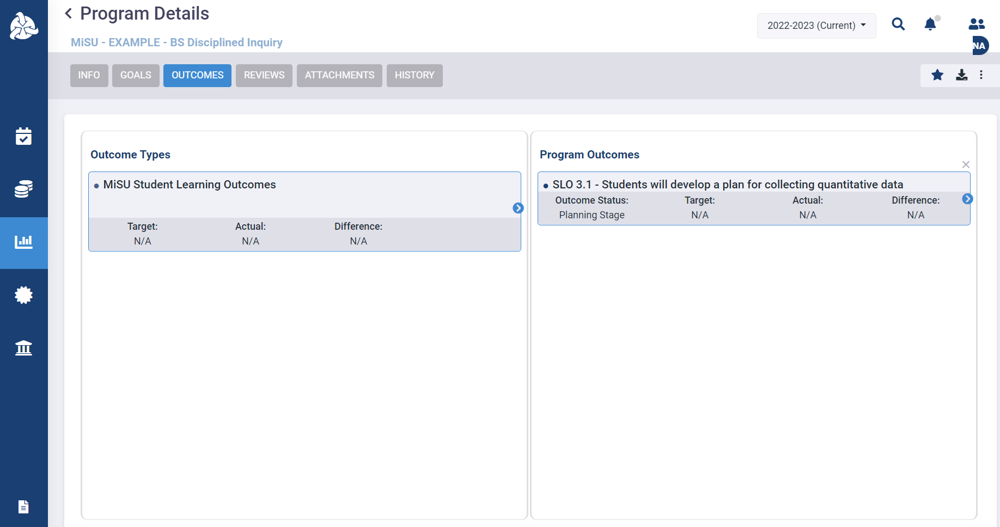 Program Details
2022-2023 (Current)
MiSU - EXAMPLE - BS Disciplined Inquiry
NA
INFO
GOALS
OUTCOMES
REVIEWS
ATTACHMENTS
HISTORY
Outcome Types
MiSU Student Learning Outcomes
Target: Actual: Difference:
N/A N/A N/A
Program Outcomes
SLO 3.1 - Students will develop a plan for collecting quantitative data
Outcome Status: Target: Actual: Difference:
Planning Stage N/A N/A N/A